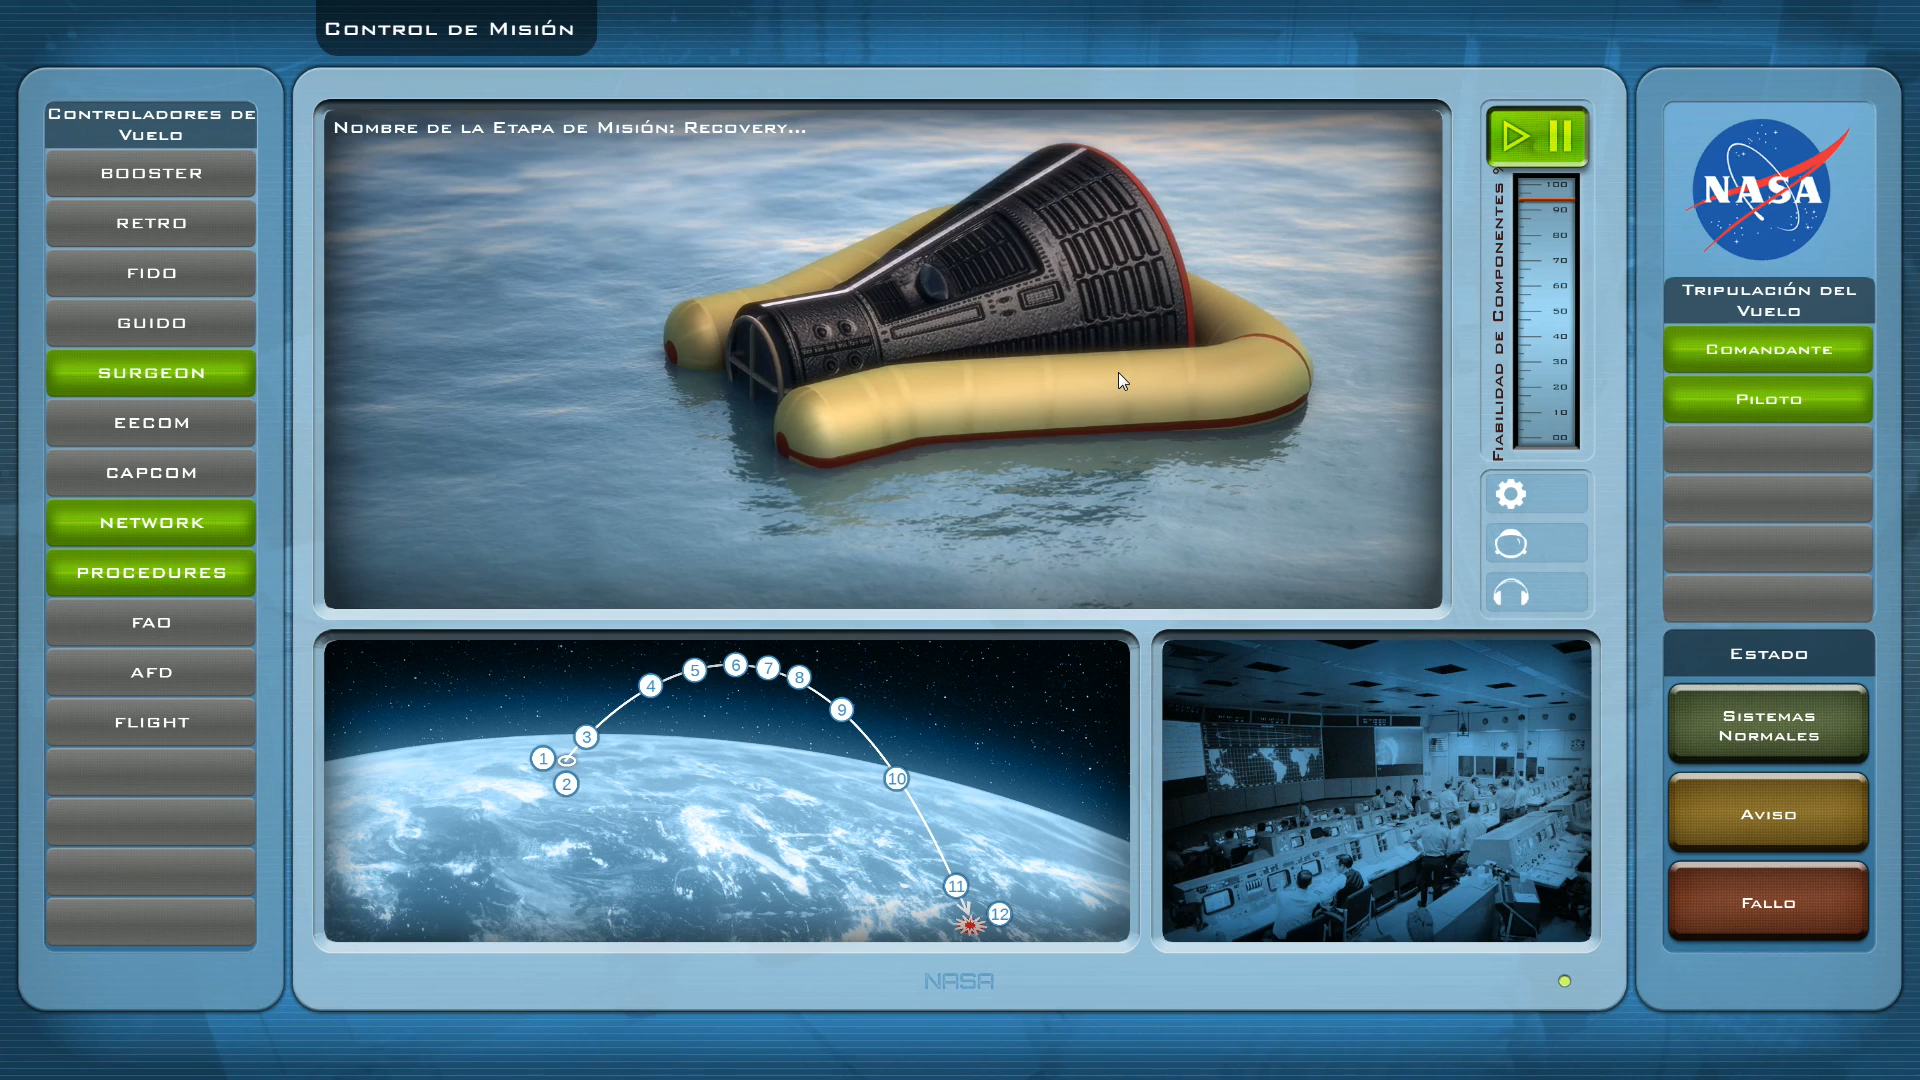 Control de Misión
Controladores de
Vuelo
BOOSTER
RETRO
FIDO
GUIDO
SURGEON
EECOM
CAPCOM
NETWORK
PROCEDURES
FAO
AFD
FLIGHT
Nombre de la Etapa de Misión: Recovery...
Fiabilidad de Componentes %
100
90
80
70
60
50
40
30
20
10
00
1
2
3
4
5
6
7
8
9
10
11
12
NASA
NASA
Tripulación del
Vuelo
Comandante
Piloto
Estado
Sistemas
Normales
Aviso
Fallo